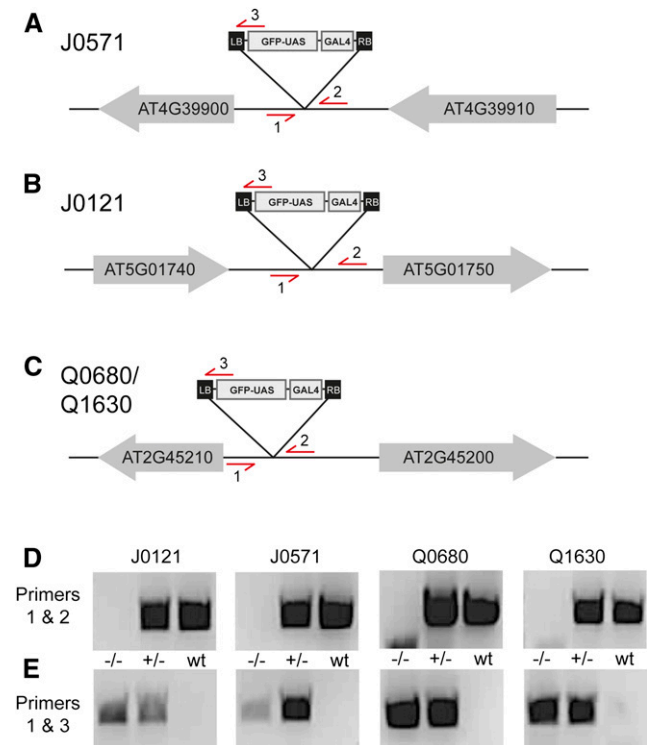 A
J0571
3
LB GFP-UAS GAL4 RB
AT4G39900
1
2
AT4G39910
B
J0121
3
LB GFP-UAS GAL4 RB
AT5G01740
1
2
AT5G01750
C
Q0680/
Q1630
3
LB GFP-UAS GAL4 RB
AT2G45210
1
2
AT2G45200
D
J0121 J0571 Q0680 Q1630
Primers
1 & 2
-/- +/- wt -/- +/- wt -/- +/- wt -/- +/- wt
E
Primers
1 & 3